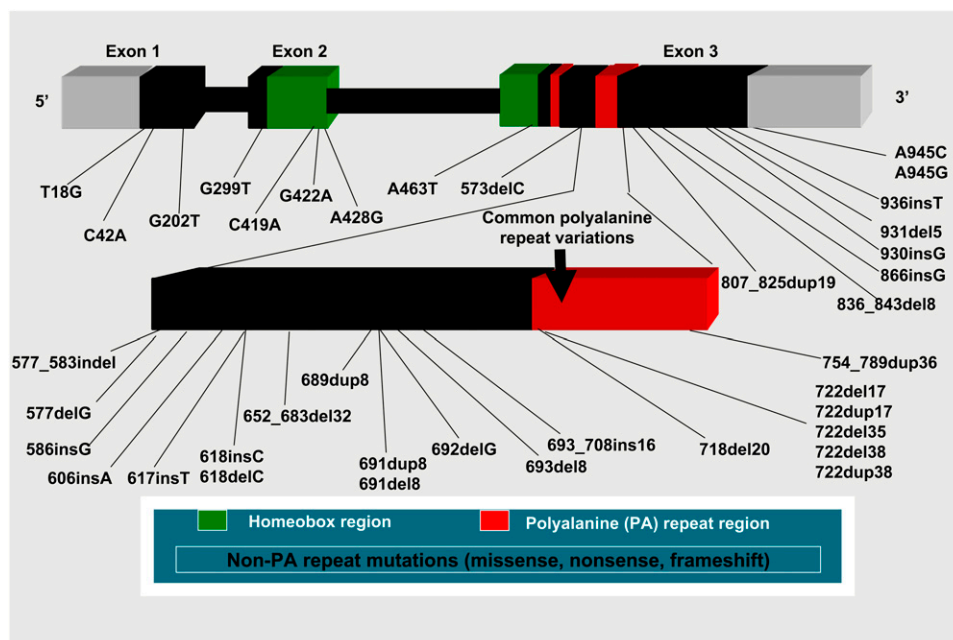 Exon 1
Exon 2
Exon 3
5’
3’
T18G
C42A
G202T
G299T
C419A
G422A
A428G
A463T
573delC
A945C
A945G
936insT
931del5
930insG
866insG
836_843del8
807_825dup19
Common polyalanine
repeat variations
577_583indel
577delG
586insG
606insA
617insT
618insC
618delC
652_683del32
689dup8
691dup8
691del8
692delG
693del8
693_708ins16
718del20
754_789dup36
722del17
722dup17
722del35
722del38
722dup38
Homeobox region
Polyalanine (PA) repeat region
Non-PA repeat mutations (missense, nonsense, frameshift)